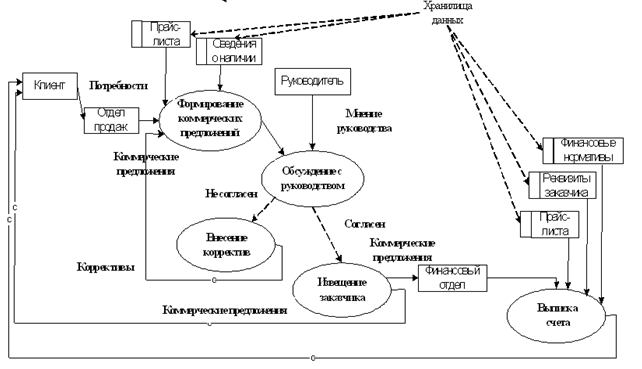 Хранилища
данных
Прайс-
листа
Сведения
о наличии
Клиент
Потребности
Руководитель
Отдел
продаж
Формирование
коммерческих
предложений
Мнение
руководства
Финансовые
нормативы
Коммерческие
предложения
Обсуждение с
руководством
Реквизиты
заказчика
Не согласен
Согласен
Прайс-
листа
Внесение
корректив
Коммерческие
предложения
Коррективы
Извещение
заказчика
Финансовый
отдел
Коммерческие предложения
Выписка
счета